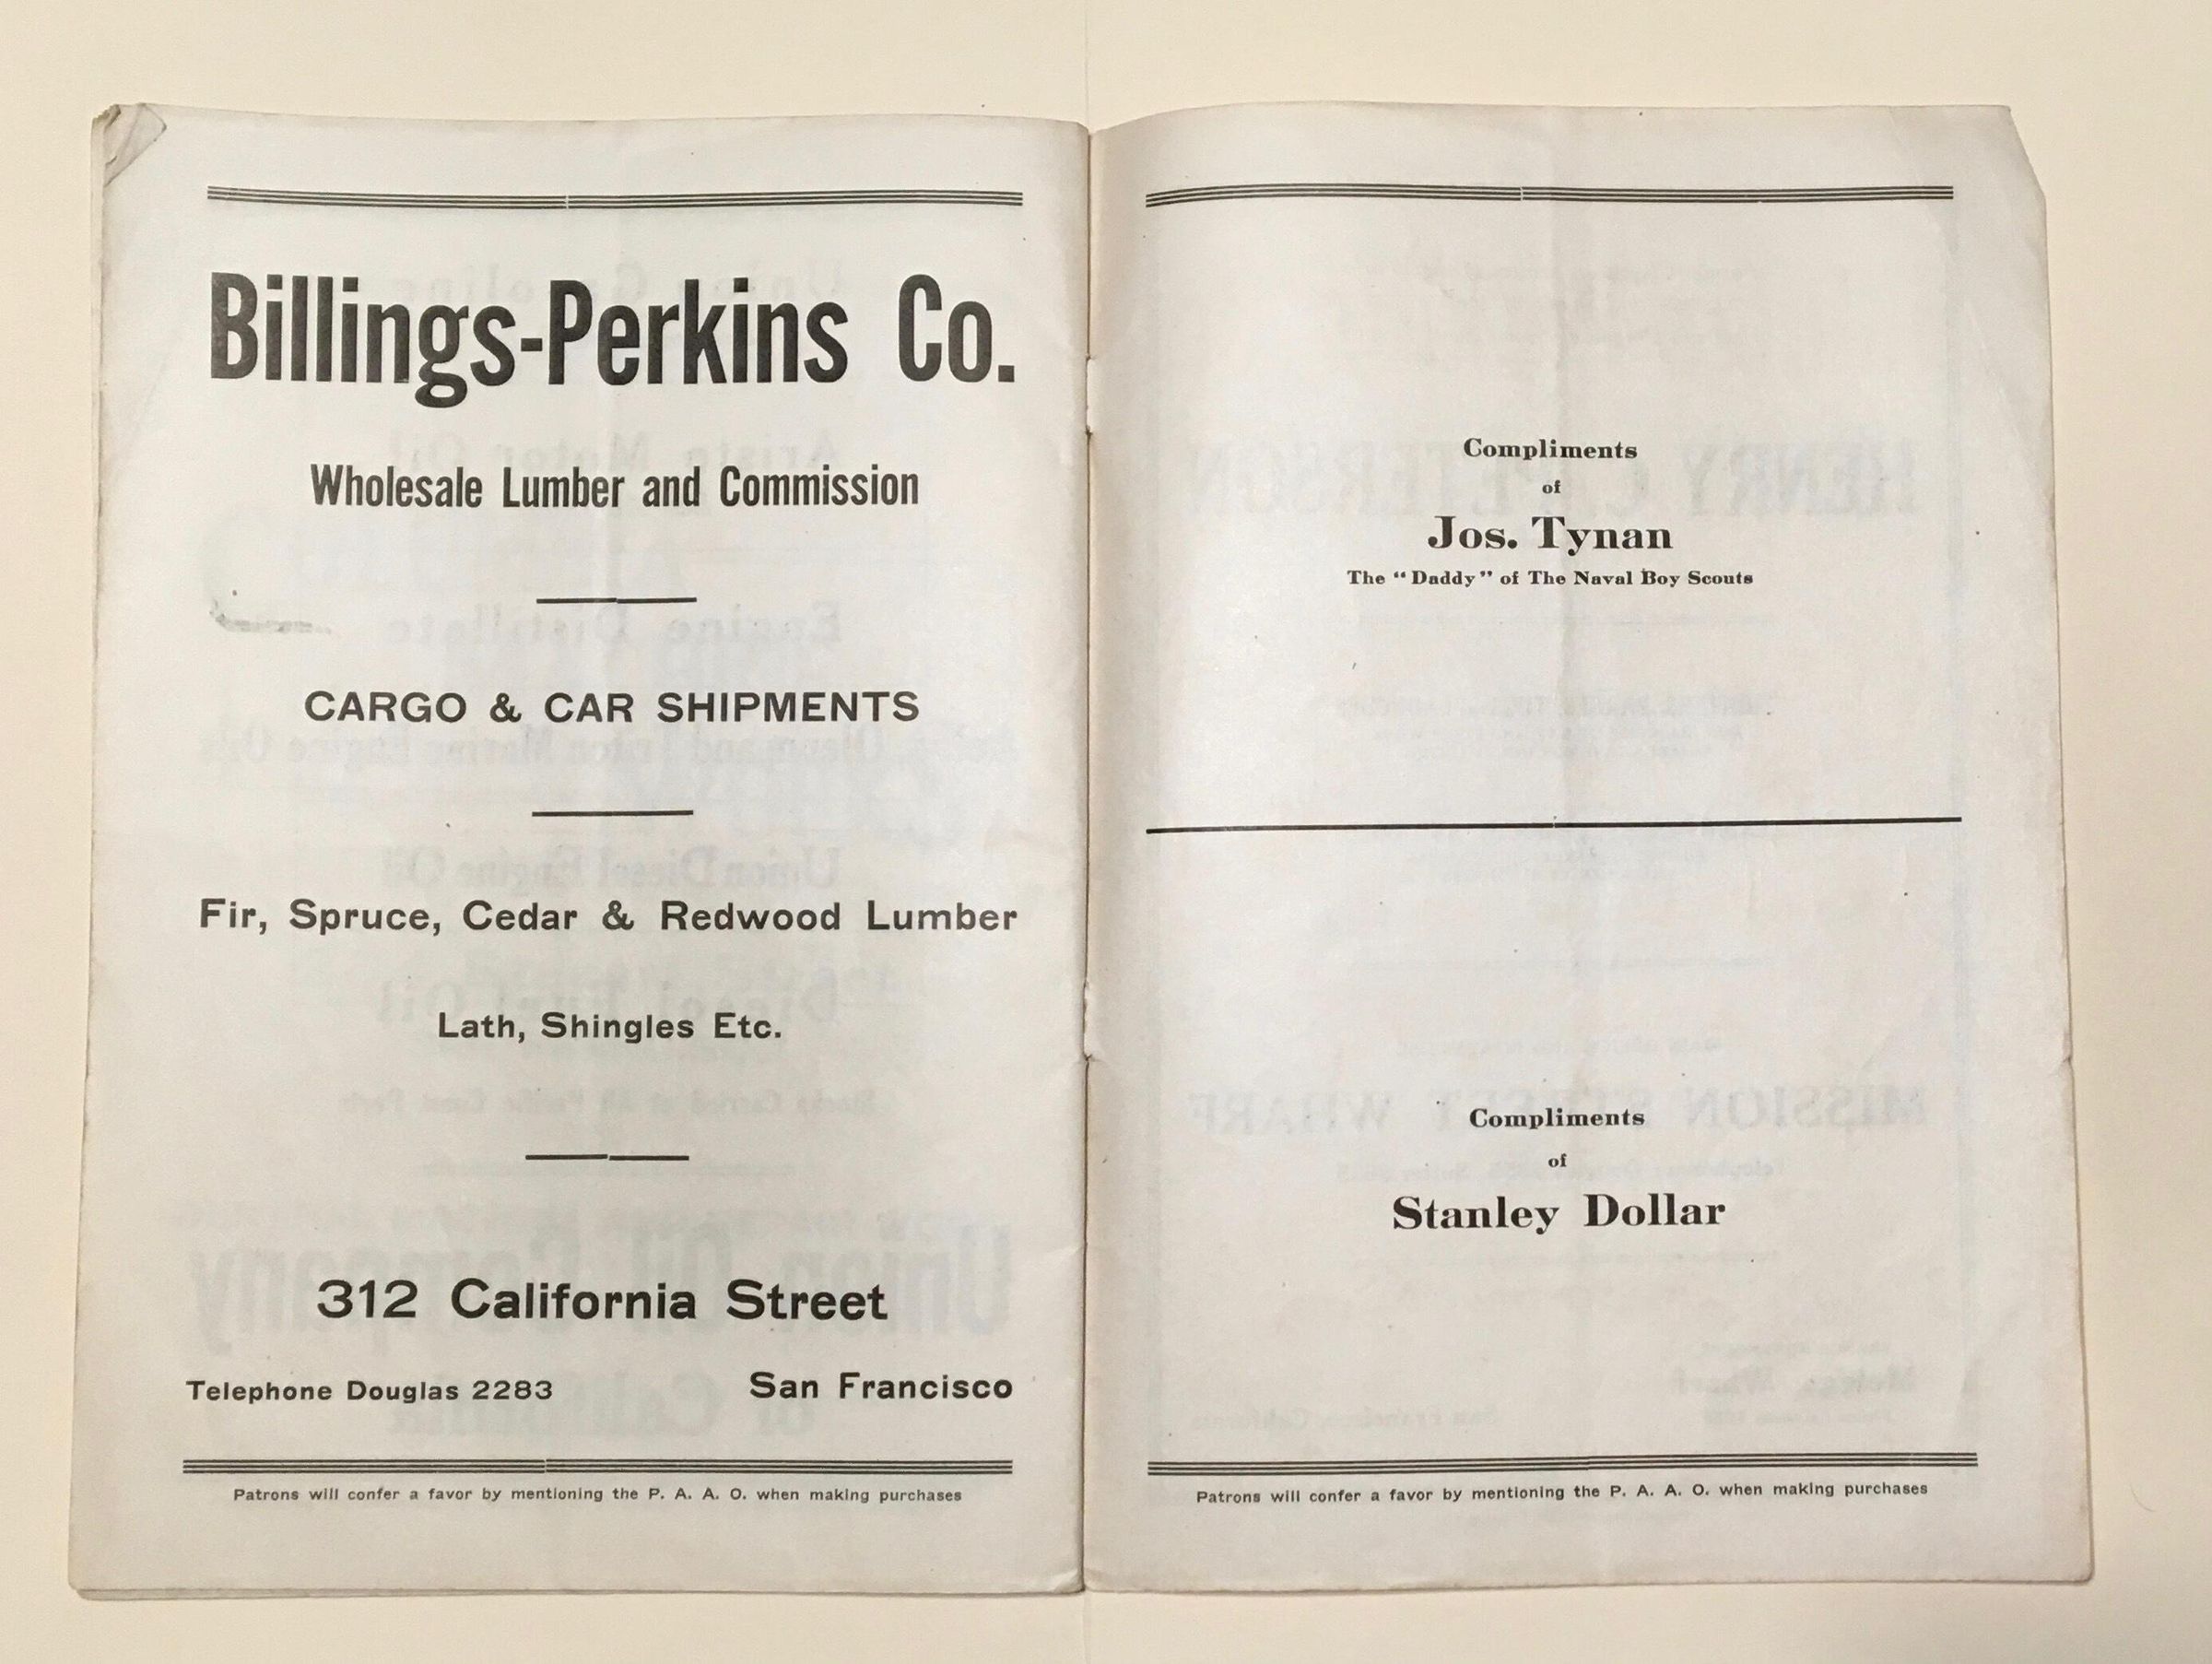 Billings-Perkins Co.
Wholesale Lumber and Commission
CARGO & CAR SHIPMENTS
Fir, Spruce, Cedar & Redwood Lumber
Lath, Shingles Etc.
312 California Street
Telephone Douglas 2283 San Francisco
Patrons will confer a favor by mentioning the P. A. A. O. when making purchases
Compliments
of
Jos. Tynan
The "Daddy" of The Naval Boy Scouts
Compliments
of
Stanley Dollar
Patrons will confer a favor by mentioning the P. A. A. O. when making purchases